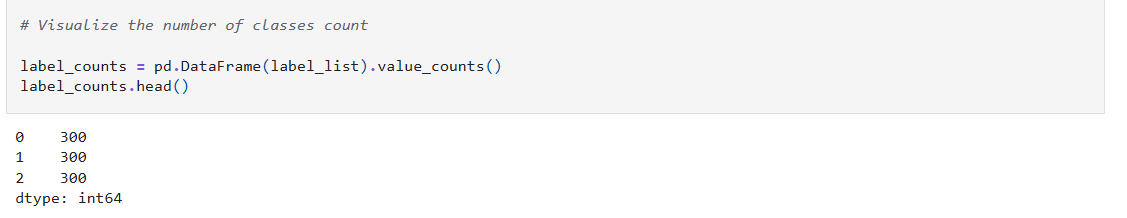 # Visualize the number of classes count
label_counts = pd.DataFrame(label_list).value_counts()
label_counts.head()
0    300
1    300
2    300
dtype: int64